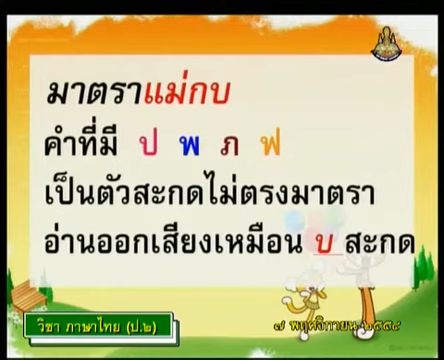 มาตราแม่กบ
คำที่มี ป พ ภ ฟ
เป็นตัวสะกดไม่ตรงมาตรา
อ่านออกเสียงเหมือน บ สะกด
วิชา ภาษาไทย (ป.๒)
๗ พฤศจิกายน ๒๕๕๔